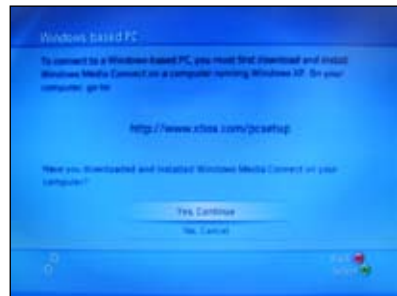 Windows based PC
To connect to a Windows-based PC, you must first download and install
Windows Media Connect on a computer running Windows XP. On your
computer, go to:
http://www.xbox.com/pcsetup
Have you downloaded and installed Windows Media Connect on your
computer?
Yes, Continue
No, Cancel
Back
Select